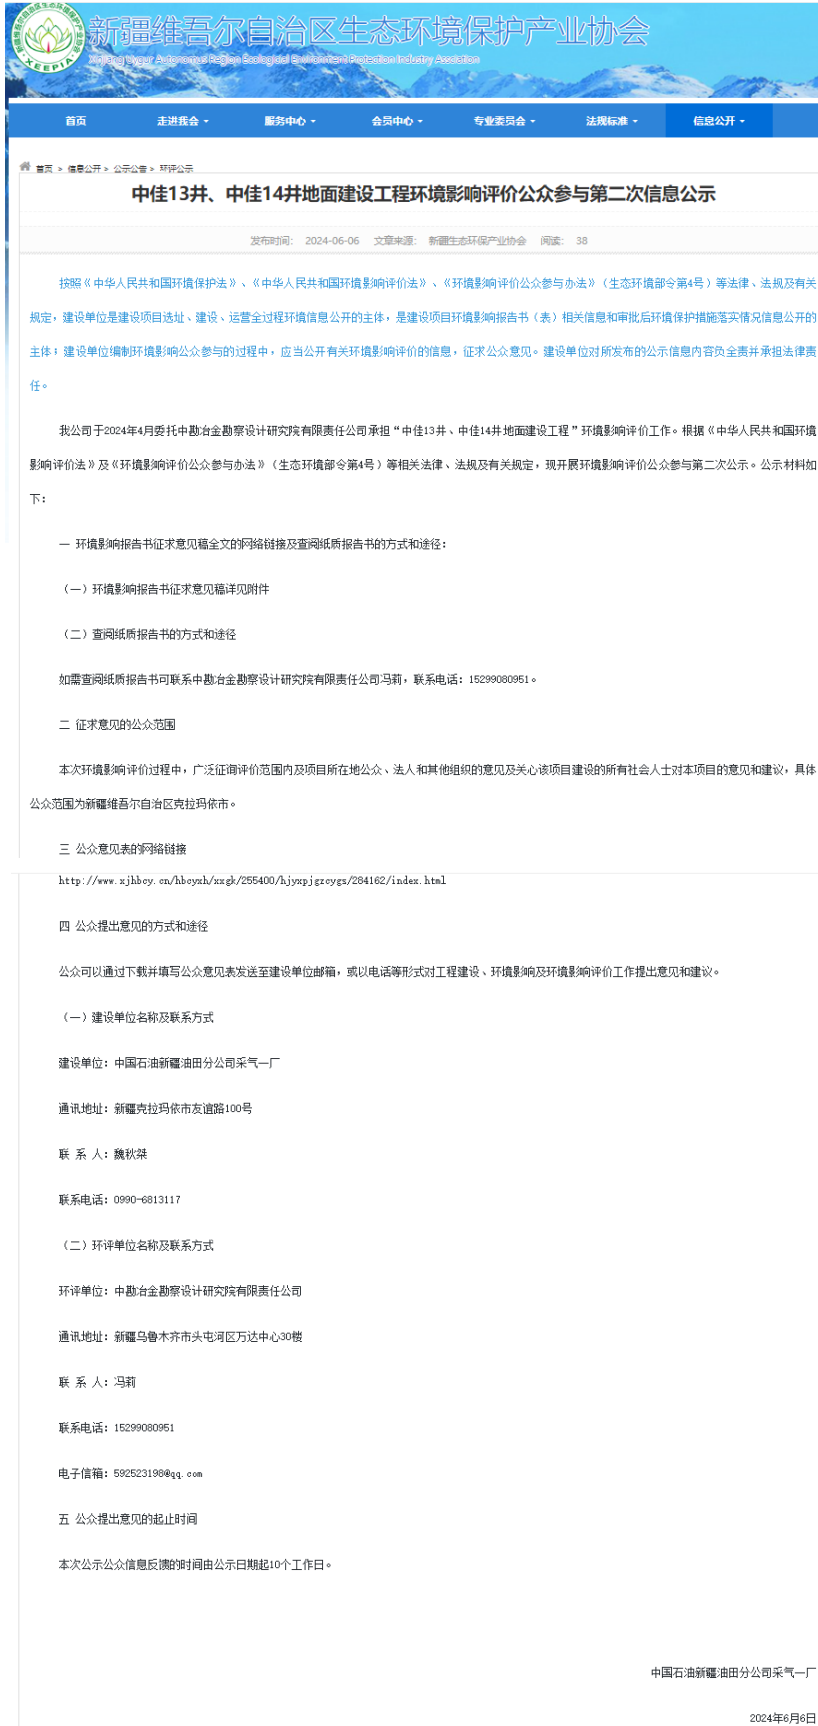 新疆维吾尔自治区生态环境保护产业协会
Xinjiang Uygur Autonomous Region Ecological Environment Protection Industry Assciation
XEEPIA
首页 走进我会 服务中心 会员中心 专业委员会 法规标准 信息公开
首页 > 信息公开 > 公示公告 > 环评公示
中佳13井、中佳14井地面建设工程环境影响评价公众参与第二次信息公示
发布时间： 2024-06-06 文章来源： 新疆生态环保产业协会 阅读： 38
按照《中华人民共和国环境保护法》、《中华人民共和国环境影响评价法》、《环境影响评价公众参与办法》（生态环境部令第4号）等法律、法规及有关
规定，建设单位是建设项目选址、建设、运营全过程环境信息公开的主体，是建设项目环境影响报告书（表）相关信息和审批后环境保护措施落实情况信息公开的
主体；建设单位编制环境影响公众参与的过程中，应当公开有关环境影响评价的信息，征求公众意见。建设单位对所发布的公示信息内容负全责并承担法律责
任。
我公司于2024年4月委托中勘冶金勘察设计研究院有限责任公司承担“中佳13井、中佳14井地面建设工程”环境影响评价工作。根据《中华人民共和国环境
影响评价法》及《环境影响评价公众参与办法》（生态环境部令第4号）等相关法律、法规及有关规定，现开展环境影响评价公众参与第二次公示。公示材料如
下：
一 环境影响报告书征求意见稿全文的网络链接及查阅纸质报告书的方式和途径：
（一）环境影响报告书征求意见稿详见附件
（二）查阅纸质报告书的方式和途径
如需查阅纸质报告书可联系中勘冶金勘察设计研究院有限责任公司冯莉，联系电话：15299080951。
二 征求意见的公众范围
本次环境影响评价过程中，广泛征询评价范围内及项目所在地公众、法人和其他组织的意见及关心该项目建设的所有社会人士对本项目的意见和建议，具体
公众范围为新疆维吾尔自治区克拉玛依市。
三 公众意见表的网络链接
http://www.xjhbcy.cn/hbcyxh/xxgk/255400/hjyxpjgzcygs/284162/index.html
四 公众提出意见的方式和途径
公众可以通过下载并填写公众意见表发送至建设单位邮箱，或以电话等形式对工程建设、环境影响及环境影响评价工作提出意见和建议。
（一）建设单位名称及联系方式
建设单位：中国石油新疆油田分公司采气一厂
通讯地址：新疆克拉玛依市友谊路100号
联 系 人：魏秋桀
联系电话：0990-6813117
（二）环评单位名称及联系方式
环评单位：中勘冶金勘察设计研究院有限责任公司
通讯地址：新疆乌鲁木齐市头屯河区万达中心30楼
联 系 人：冯莉
联系电话：15299080951
电子信箱：592523198@qq.com
五 公众提出意见的起止时间
本次公示公众信息反馈的时间由公示日期起10个工作日。
中国石油新疆油田分公司采气一厂
2024年6月6日